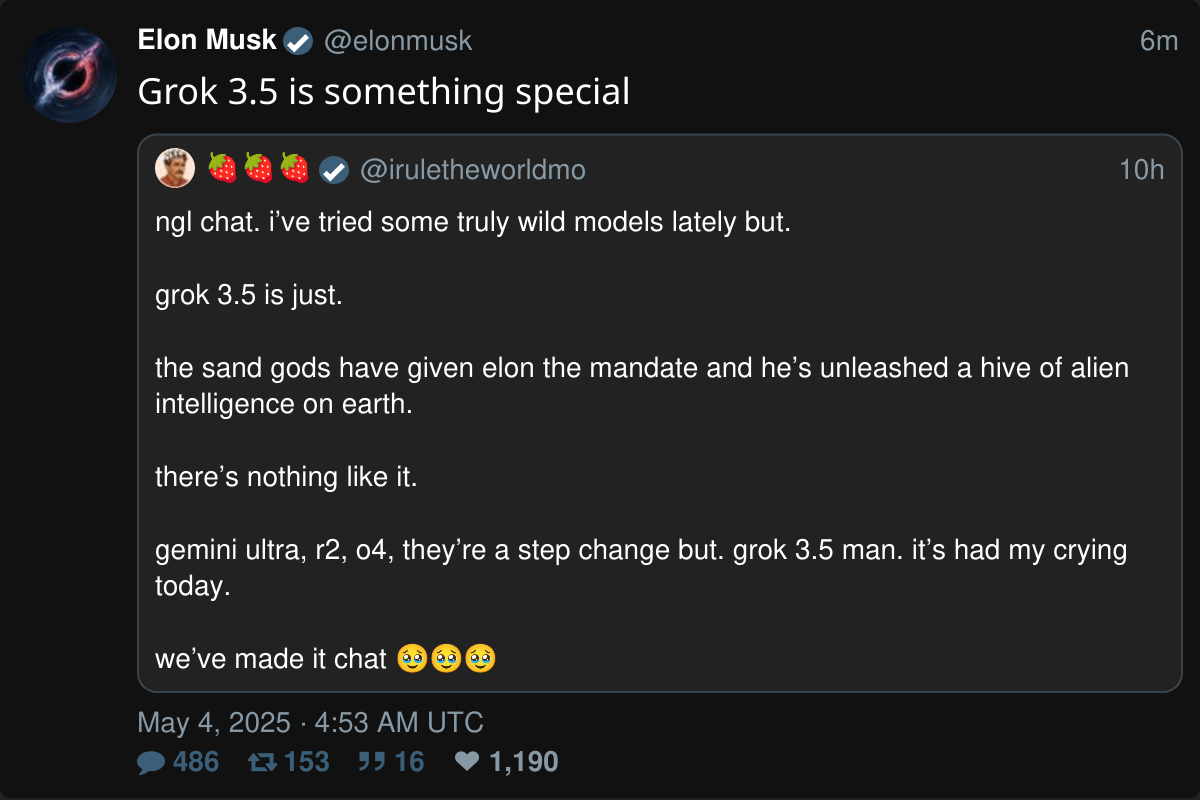 Elon Musk @elonmusk 6m
Grok 3.5 is something special
🍓🍓🍓 @iruletheworldmo 10h
ngl chat. i’ve tried some truly wild models lately but.
grok 3.5 is just.
the sand gods have given elon the mandate and he’s unleashed a hive of alien
intelligence on earth.
there’s nothing like it.
gemini ultra, r2, o4, they’re a step change but. grok 3.5 man. it’s had my crying
today.
we’ve made it chat 🥹🥹🥹
May 4, 2025 · 4:53 AM UTC
486 153 16 1,190